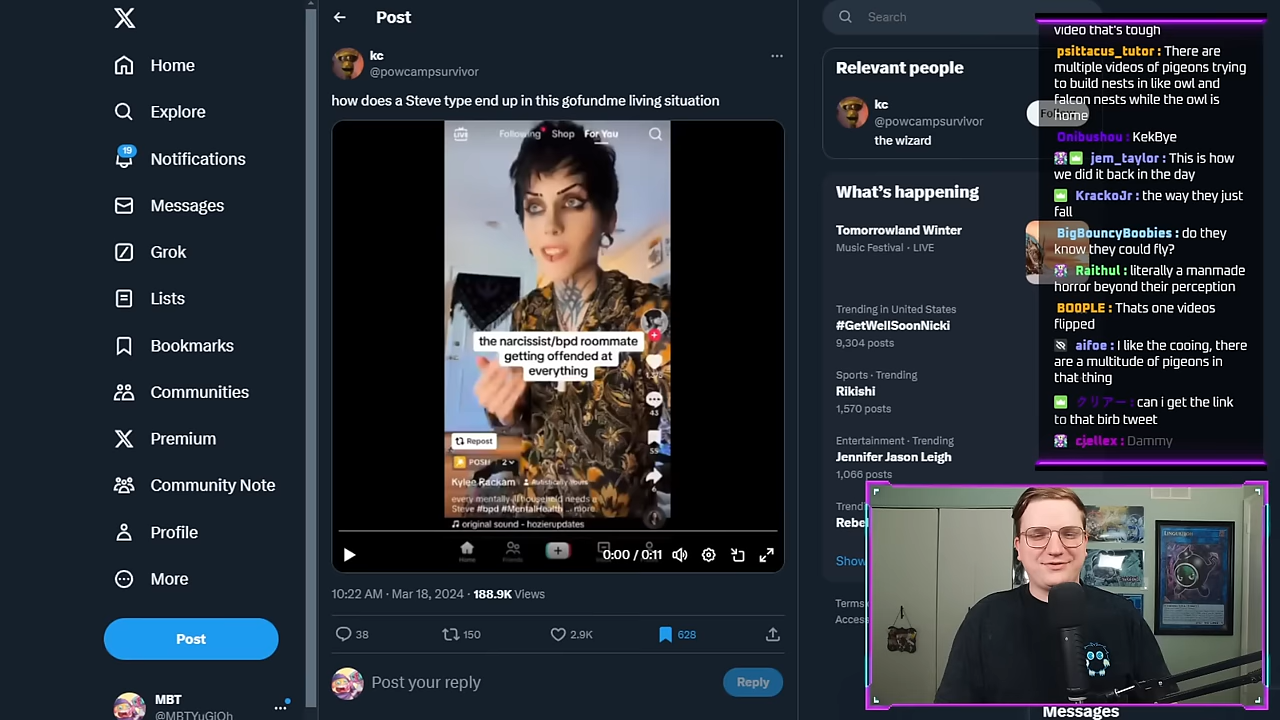 Home
Explore
19
Notifications
Messages
Grok
Lists
Bookmarks
Communities
Premium
Community Note
Profile
More
Post
MBT
@MBTYuGiOh
Post
kc
@powcampsurvivor
how does a Steve type end up in this gofundme living situation
LIVE
Following
Shop
For You
the narcissist/bpd roommate
getting offended at
everything
43
59
6
Repost
2
Kylee Rackam
every mentally ill household needs a
Steve #bpd #MentalHealth ... more
original sound - hozierupdates
Home
0:00 / 0:11
10:22 AM · Mar 18, 2024 · 188.9K Views
38
150
2.9K
628
Post your reply
Reply
Search
Relevant people
kc
@powcampsurvivor
Follow
the wizard
What's happening
Tomorrowland Winter
Music Festival · LIVE
Trending in United States
#GetWellSoonNicki
9,304 posts
Sports · Trending
Rikishi
1,570 posts
Entertainment · Trending
Jennifer Jason Leigh
1,066 posts
Trend
Rebe
Show
Terms
Acces
video that's tough
psittacus_tutor : There are
multiple videos of pigeons trying
to build nests in like owl and
falcon nests while the owl is
home
Onibushou : KekBye
jem_taylor : This is how
we did it back in the day
KrackoJr : the way they just
fall
BigBouncyBoobies : do they
know they could fly?
Raithul : literally a manmade
horror beyond their perception
BOOPLE : Thats one videos
flipped
aifoe : I like the cooing, there
are a multitude of pigeons in
that thing
クリアー : can i get the link
to that birb tweet
cjellex : Dammy
Messages